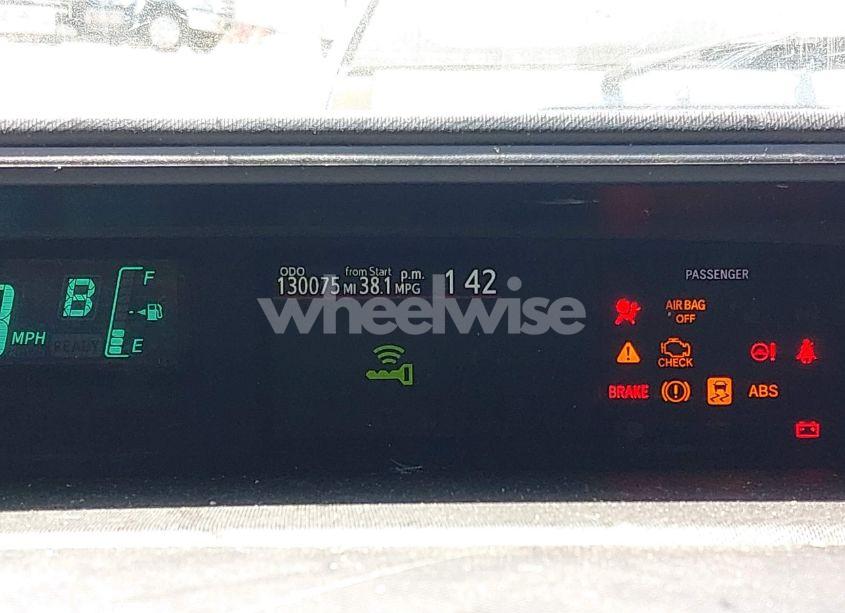 F
8
MPH
READY
E
ODO from Start p.m. 1 42
130075 MI 38.1 MPG
wheelwise
PASSENGER
AIR BAG
OFF
CHECK
BRAKE ABS